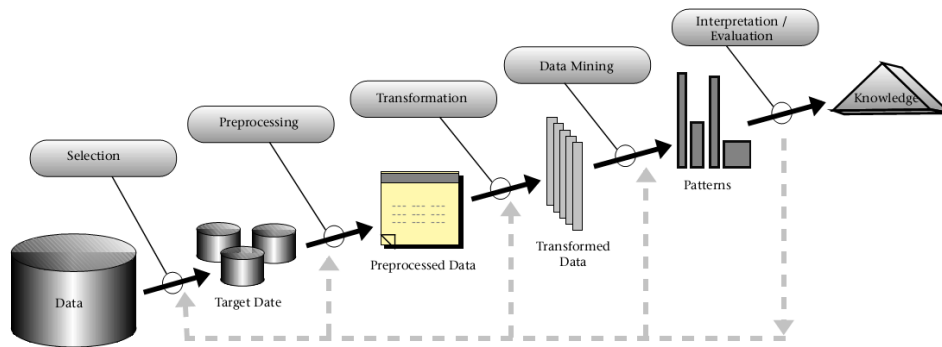 Interpretation /
Evaluation
Data Mining
Transformation
Preprocessing
Selection
Knowledge
Patterns
Transformed
Data
Preprocessed Data
Target Date
Data